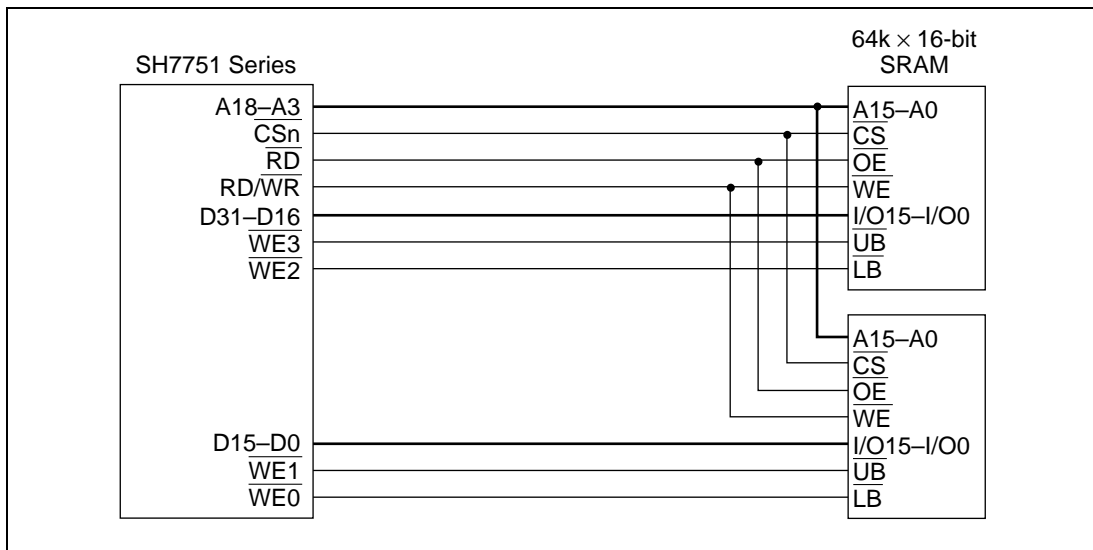 SH7751 Series
A18–A3
CSn
RD
RD/WR
D31–D16
WE3
WE2
D15–D0
WE1
WE0
64k × 16-bit
SRAM
A15–A0
CS
OE
WE
I/O15–I/O0
UB
LB
A15–A0
CS
OE
WE
I/O15–I/O0
UB
LB